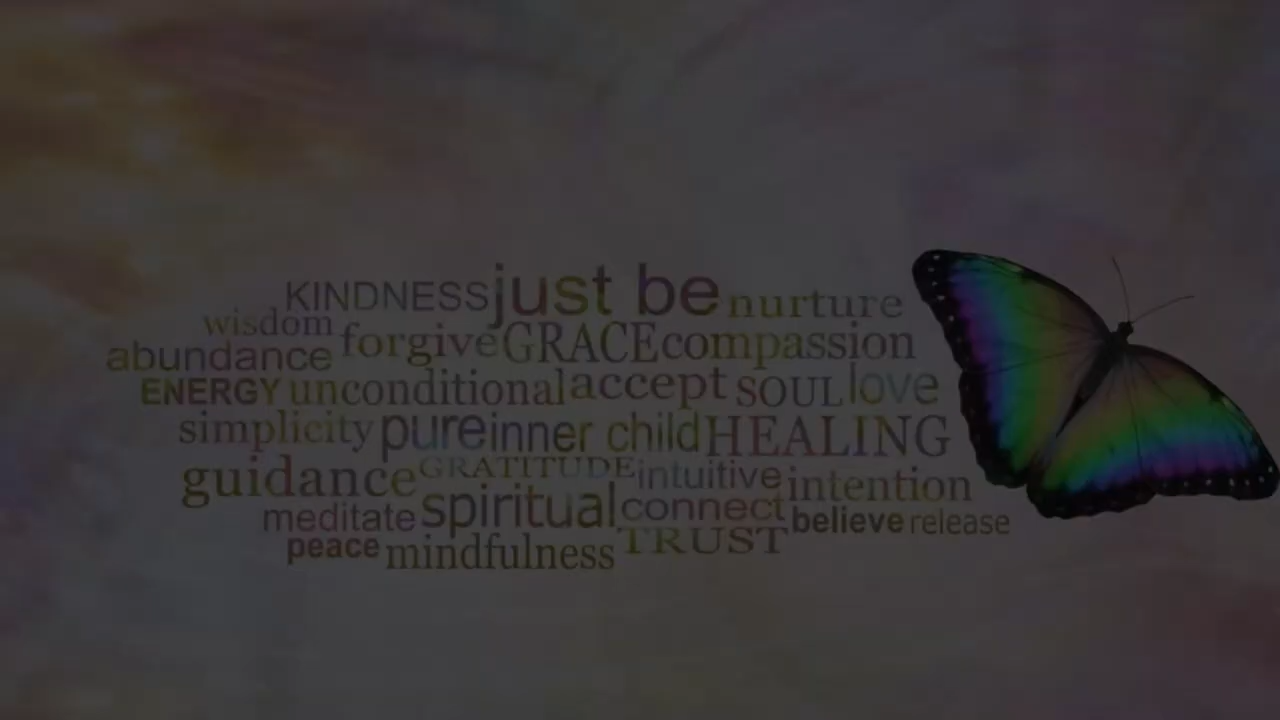 KINDNESS just be nurture
wisdom forgive GRACE compassion
abundance
ENERGY unconditional accept SOUL love
simplicity pure inner child HEALING
guidance GRATITUDE intuitive intention
meditate spiritual connect believe release
peace mindfulness TRUST